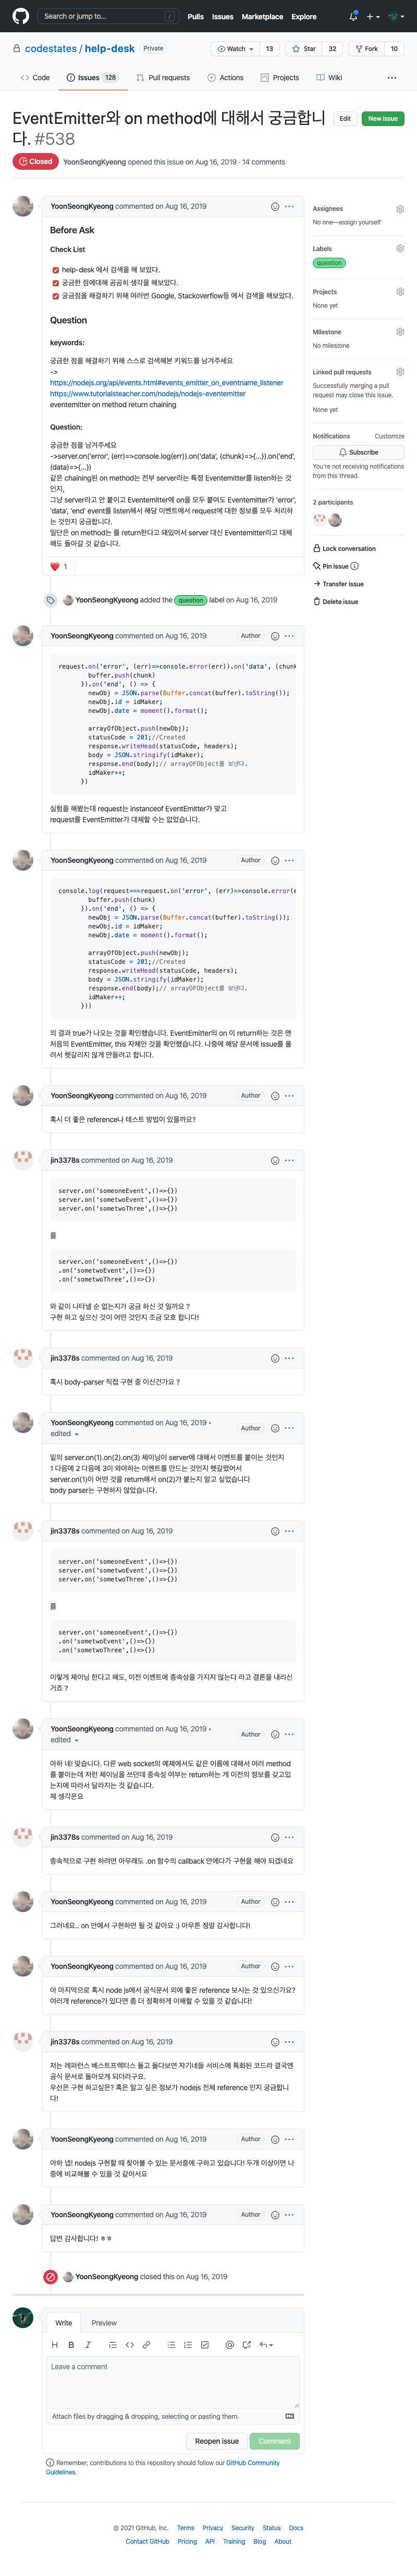 Search or jump to...
/
Pulls
Issues
Marketplace
Explore
codestates / help-desk
Private
Watch
13
Star
32
Fork
10
Code
Issues 128
Pull requests
Actions
Projects
Wiki
EventEmitter와 on method에 대해서 궁금합니
다. #538
Edit
New issue
Closed
YoonSeongKyeong opened this issue on Aug 16, 2019 · 14 comments
YoonSeongKyeong commented on Aug 16, 2019
Before Ask
Check List
help-desk 에서 검색을 해 보았다.
궁금한 점에대해 곰곰히 생각을 해보았다.
궁금점을 해결하기 위해 여러번 Google, Stackoverflow등 에서 검색을 해보았다.
Question
keywords:
궁금한 점을 해결하기 위해 스스로 검색해본 키워드를 남겨주세요
->
https://nodejs.org/api/events.html#events_emitter_on_eventname_listener
https://www.tutorialsteacher.com/nodejs/nodejs-eventemitter
eventemitter on method return chaining
Question:
궁금한 점을 남겨주세요
->server.on('error', (err)=>console.log(err)).on('data', (chunk)=>{...}).on('end',
(data)=>{...})
같은 chaining된 on method는 전부 server라는 특정 Eventemitter를 listen하는 것
인지,
그냥 server라고 안 붙이고 Eventemitter에 on을 모두 붙여도 Eventemitter가 'error',
'data', 'end' event를 listen해서 해당 이벤트에서 request에 대한 정보를 모두 처리하
는 것인지 궁금합니다.
일단은 on method는 를 return한다고 돼있어서 server 대신 Eventemitter라고 대체
해도 돌아갈 것 같습니다.
1
YoonSeongKyeong added the question label on Aug 16, 2019
YoonSeongKyeong commented on Aug 16, 2019
Author
request.on('error', (err)=>console.error(err)).on('data', (chunk
buffer.push(chunk)
}).on('end', () => {
newObj = JSON.parse(Buffer.concat(buffer).toString());
newObj.id = idMaker;
newObj.date = moment().format();
arrayOfObject.push(newObj);
statusCode = 201;//Created
response.writeHead(statusCode, headers);
body = JSON.stringify(idMaker);
response.end(body);// arrayOFObject를 보낸다.
idMaker++;
})
실험을 해봤는데 request는 instanceof EventEmitter가 맞고
request를 EventEmitter가 대체할 수는 없었습니다.
YoonSeongKyeong commented on Aug 16, 2019
Author
console.log(request===request.on('error', (err)=>console.error(e
buffer.push(chunk)
}).on('end', () => {
newObj = JSON.parse(Buffer.concat(buffer).toString());
newObj.id = idMaker;
newObj.date = moment().format();
arrayOfObject.push(newObj);
statusCode = 201;//Created
response.writeHead(statusCode, headers);
body = JSON.stringify(idMaker);
response.end(body);// arrayOFObject를 보낸다.
idMaker++;
}))
의 결과 true가 나오는 것을 확인했습니다. EventEmitter의 on 이 return하는 것은 맨
처음의 EventEmitter, this 자체인 것을 확인했습니다. 나중에 해당 문서에 issue를 올
려서 헷갈리지 않게 만들려고 합니다.
YoonSeongKyeong commented on Aug 16, 2019
Author
혹시 더 좋은 reference나 테스트 방법이 있을까요?
jin3378s commented on Aug 16, 2019
server.on('someoneEvent',()=>{})
server.on('sometwoEvent',()=>{})
server.on('sometwoThree',()=>{})
를
server.on('someoneEvent',()=>{})
.on('sometwoEvent',()=>{})
.on('sometwoThree',()=>{})
와 같이 나타낼 순 없는지가 궁금 하신 것 일까요 ?
구현 하고 싶으신 것이 어떤 것인지 조금 모호 합니다!
jin3378s commented on Aug 16, 2019
혹시 body-parser 직접 구현 중 이신건가요 ?
YoonSeongKyeong commented on Aug 16, 2019 •
edited
Author
밑의 server.on(1).on(2).on(3) 체이닝이 server에 대해서 이벤트를 붙이는 것인지
1 다음에 2 다음에 3이 와야하는 이벤트를 만드는 것인지 헷갈렸어서
server.on(1)이 어떤 것을 return해서 on(2)가 붙는지 알고 싶었습니다
body parser는 구현하지 않았습니다.
jin3378s commented on Aug 16, 2019
server.on('someoneEvent',()=>{})
server.on('sometwoEvent',()=>{})
server.on('sometwoThree',()=>{})
를
server.on('someoneEvent',()=>{})
.on('sometwoEvent',()=>{})
.on('sometwoThree',()=>{})
이렇게 체이닝 한다고 해도, 이전 이벤트에 종속성을 가지지 않는다 라고 결론을 내리신
거죠 ?
YoonSeongKyeong commented on Aug 16, 2019 •
edited
Author
아하 네! 맞습니다. 다른 web socket의 예제에서도 같은 이름에 대해서 여러 method
를 붙이는데 저런 체이닝을 쓰던데 종속성 여부는 return하는 게 이전의 정보를 갖고있
는지에 따라서 달라지는 것 같습니다.
제 생각은요
jin3378s commented on Aug 16, 2019
종속적으로 구현 하려면 아무래도 .on 함수의 callback 안에다가 구현을 해야 되겠네요
YoonSeongKyeong commented on Aug 16, 2019
Author
그러네요.. on 안에서 구현하면 될 것 같아요 :) 아무튼 정말 감사합니다!
YoonSeongKyeong commented on Aug 16, 2019
Author
아 마지막으로 혹시 node js에서 공식문서 외에 좋은 reference 보시는 것 있으신가요?
여러개 reference가 있다면 좀 더 정확하게 이해할 수 있을 것 같습니다!
jin3378s commented on Aug 16, 2019
저는 레퍼런스 베스트프렉티스 돌고 돌다보면 자기네들 서비스에 특화된 코드라 결국엔
공식 문서로 돌아오게 되더라구요.
우선은 구현 하고싶은? 혹은 알고 싶은 정보가 nodejs 전체 reference 인지 궁금합니
다!
YoonSeongKyeong commented on Aug 16, 2019
Author
아하 넵! nodejs 구현할 때 찾아볼 수 있는 문서중에 구하고 있습니다! 두개 이상이면 나
중에 비교해볼 수 있을 것 같아서요
YoonSeongKyeong commented on Aug 16, 2019
Author
답변 감사합니다! ㅎㅎ
YoonSeongKyeong closed this on Aug 16, 2019
Write
Preview
Leave a comment
Attach files by dragging & dropping, selecting or pasting them.
Reopen issue
Comment
Remember, contributions to this repository should follow our GitHub Community
Guidelines.
Assignees
No one—assign yourself
Labels
question
Projects
None yet
Milestone
No milestone
Linked pull requests
Successfully merging a pull
request may close this issue.
None yet
Notifications
Customize
Subscribe
You're not receiving notifications
from this thread.
2 participants
Lock conversation
Pin issue
Transfer issue
Delete issue
© 2021 GitHub, Inc.
Terms
Privacy
Security
Status
Docs
Contact GitHub
Pricing
API
Training
Blog
About